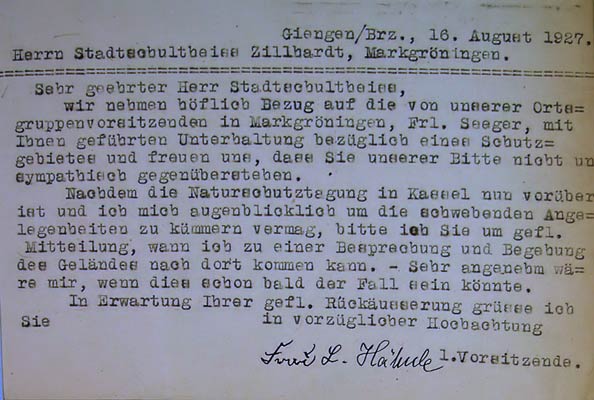 Giengen/Brz., 16. August 1927.
Herrn Stadtschultheiss Zillhardt, Markgröningen.
Sehr geehrter Herr Stadtschultheiss,
wir nehmen höflich Bezug auf die von unserer Orts=
gruppenvorsitzenden in Markgröningen, Frl. Seeger, mit
Ihnen geführten Unterhaltung bezüglich eines Schutz=
gebietes und freuen uns, dass Sie unserer Bitte nicht un
sympathisch gegenüberstehen.
Nachdem die Naturschutztagung in Kassel nun vorüber
ist und ich mich augenblicklich um die schwebenden Ange=
legenheiten zu kümmern vermag, bitte ich Sie um gefl.
Mitteilung, wann ich zu einer Besprechung und Begehung
des Geländes nach dort kommen kann. - Sehr angenehm wä=
re mir, wenn dies schon bald der Fall sein könnte.
In Erwartung Ihrer gefl. Rückäusserung grüsse ich
Sie in vorzüglicher Hochachtung
Frau L. Hähnle 1.Vorsitzende.